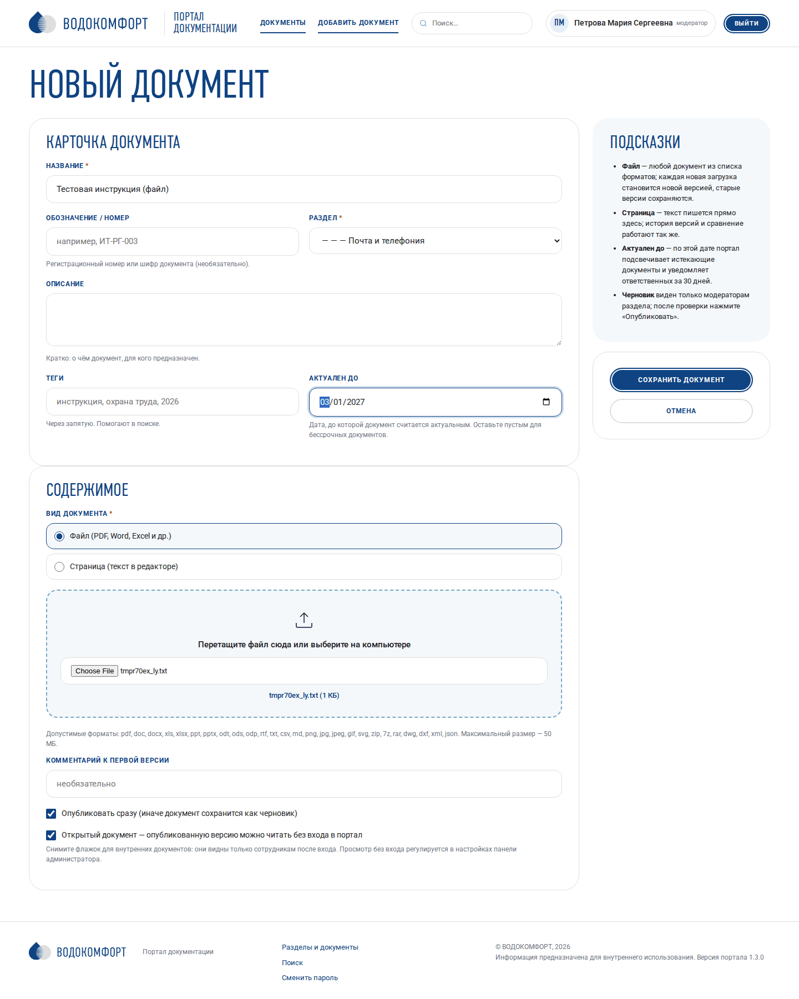 ВОДОКОМФОРТ
ПОРТАЛ
ДОКУМЕНТАЦИИ
ДОКУМЕНТЫ
ДОБАВИТЬ ДОКУМЕНТ
Поиск...
ПМ
Петрова Мария Сергеевна модератор
ВЫЙТИ
НОВЫЙ ДОКУМЕНТ
КАРТОЧКА ДОКУМЕНТА
НАЗВАНИЕ *
Тестовая инструкция (файл)
ОБОЗНАЧЕНИЕ / НОМЕР
например, ИТ-РГ-003
Регистрационный номер или шифр документа (необязательно).
РАЗДЕЛ *
— — — Почта и телефония
ОПИСАНИЕ
Кратко: о чём документ, для кого предназначен.
ТЕГИ
инструкция, охрана труда, 2026
Через запятую. Помогают в поиске.
АКТУАЛЕН ДО
03/01/2027
Дата, до которой документ считается актуальным. Оставьте пустым для
бессрочных документов.
СОДЕРЖИМОЕ
ВИД ДОКУМЕНТА *
Файл (PDF, Word, Excel и др.)
Страница (текст в редакторе)
Перетащите файл сюда или выберите на компьютере
Choose File tmpr70ex_ly.txt
tmpr70ex_ly.txt (1 КБ)
Допустимые форматы: pdf, doc, docx, xls, xlsx, ppt, pptx, odt, ods, odp, rtf, txt, csv, md, png, jpg, jpeg, gif, svg, zip, 7z, rar, dwg, dxf, xml, json. Максимальный размер — 50
МБ.
КОММЕНТАРИЙ К ПЕРВОЙ ВЕРСИИ
необязательно
Опубликовать сразу (иначе документ сохранится как черновик)
Открытый документ — опубликованную версию можно читать без входа в портал
Снимите флажок для внутренних документов: они видны только сотрудникам после входа. Просмотр без входа регулируется в настройках панели
администратора.
ПОДСКАЗКИ
Файл — любой документ из списка
форматов; каждая новая загрузка
становится новой версией, старые
версии сохраняются.
Страница — текст пишется прямо
здесь; история версий и сравнение
работают так же.
Актуален до — по этой дате портал
подсвечивает истекающие
документы и уведомляет
ответственных за 30 дней.
Черновик виден только модераторам
раздела; после проверки нажмите
«Опубликовать».
СОХРАНИТЬ ДОКУМЕНТ
ОТМЕНА
ВОДОКОМФОРТ
Портал документации
Разделы и документы
Поиск
Сменить пароль
© ВОДОКОМФОРТ, 2026
Информация предназначена для внутреннего использования. Версия портала 1.3.0